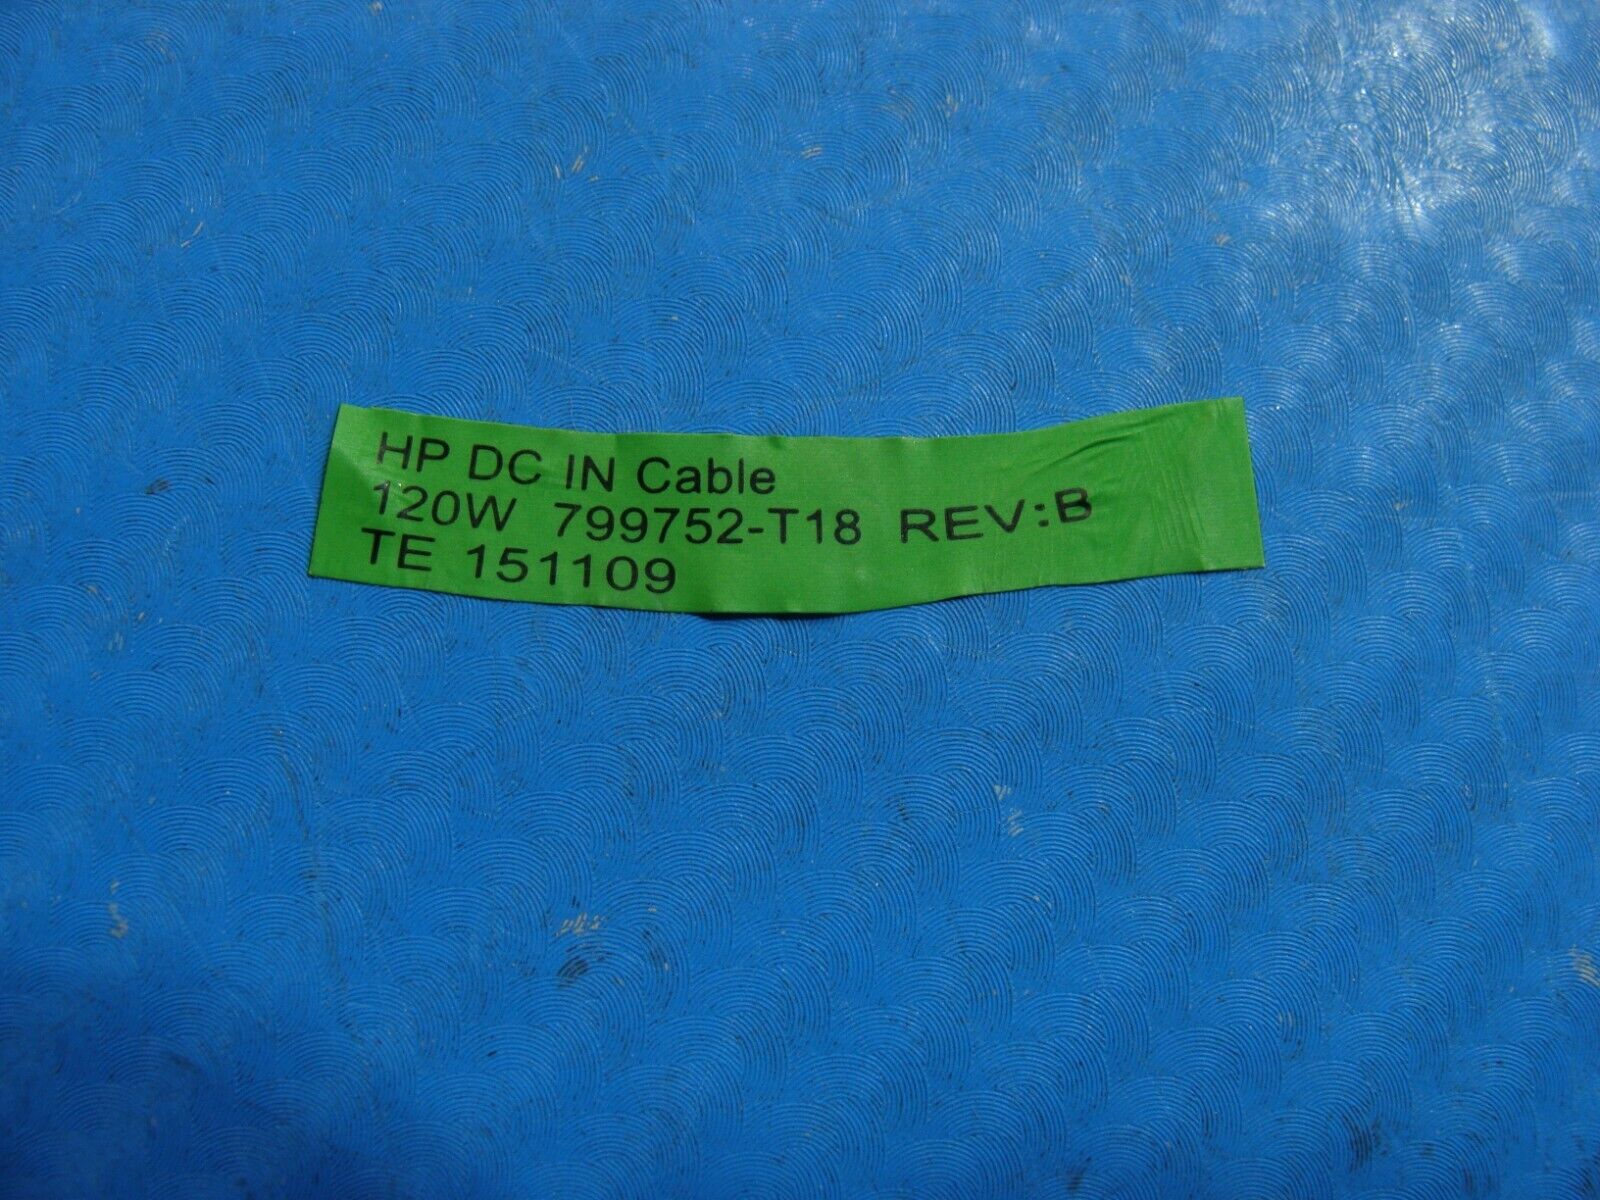 HP DC IN Cable
120W 799752-T18 REV:B
TE 151109